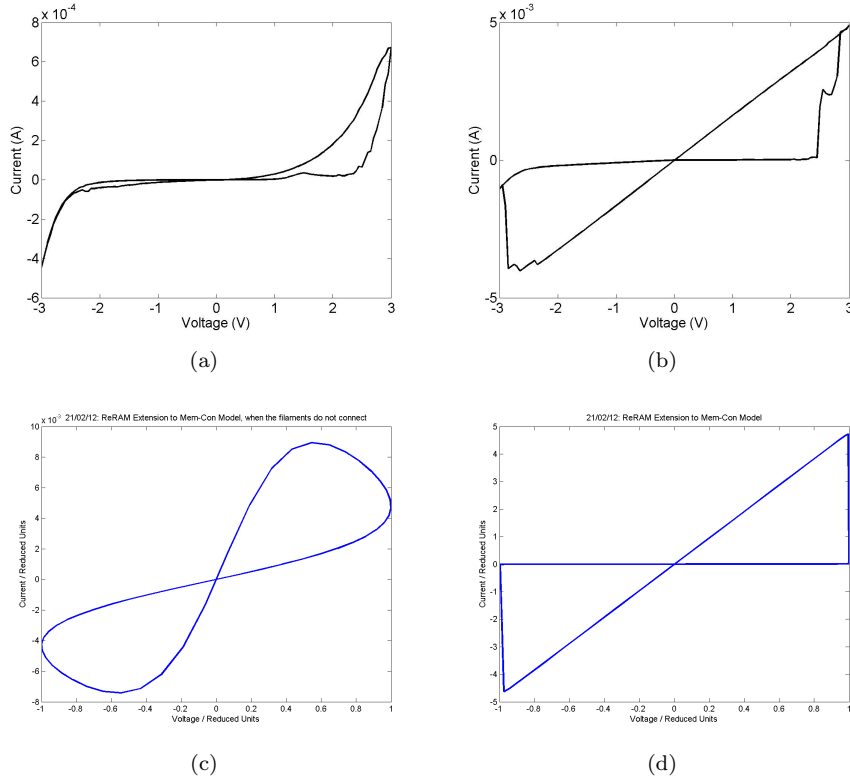 x 10⁻⁴
8
6
4
2
0
-2
-4
-6
Current (A)
-3 -2 -1 0 1 2 3
Voltage (V)
(a)
x 10⁻³
5
0
-5
Current (A)
-3 -2 -1 0 1 2 3
Voltage (V)
(b)
x 10⁻³ 21/02/12: ReRAM Extension to Mem-Con Model, when the filaments do not connect
10
8
6
4
2
0
-2
-4
-6
-8
Current / Reduced Units
-1 -0.8 -0.6 -0.4 -0.2 0 0.2 0.4 0.6 0.8 1
Voltage / Reduced Units
(c)
21/02/12: ReRAM Extension to Mem-Con Model
5
4
3
2
1
0
-1
-2
-3
-4
-5
Current / Reduced Units
-1 -0.8 -0.6 -0.4 -0.2 0 0.2 0.4 0.6 0.8 1
Voltage / Reduced Units
(d)